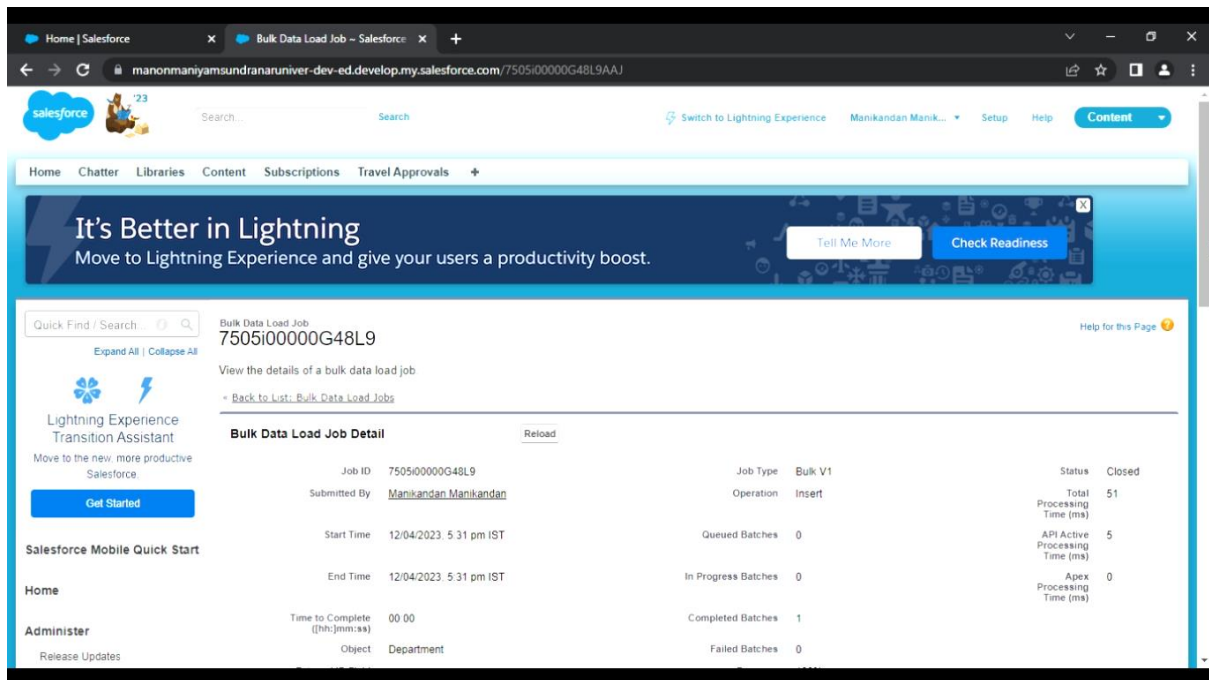 Home | Salesforce
Bulk Data Load Job ~ Salesforce
manonmaniyamsundranaruniver-dev-ed.develop.my.salesforce.com/7505i00000G48L9AAJ
salesforce
'23
Search...
Search
Switch to Lightning Experience
Manikandan Manik...
Setup
Help
Content
Home Chatter Libraries Content Subscriptions Travel Approvals +
It's Better in Lightning
Move to Lightning Experience and give your users a productivity boost.
Tell Me More
Check Readiness
X
Quick Find / Search...
Expand All | Collapse All
Lightning Experience
Transition Assistant
Move to the new, more productive
Salesforce.
Get Started
Salesforce Mobile Quick Start
Home
Administer
Release Updates
Bulk Data Load Job
7505i00000G48L9
Help for this Page
View the details of a bulk data load job
« Back to List: Bulk Data Load Jobs
Bulk Data Load Job Detail
Reload
Job ID 7505i00000G48L9 Job Type Bulk V1 Status Closed
Submitted By Manikandan Manikandan Operation Insert Total 51
Processing
Time (ms)
Start Time 12/04/2023, 5:31 pm IST Queued Batches 0 API Active 5
Processing
Time (ms)
End Time 12/04/2023, 5:31 pm IST In Progress Batches 0 Apex 0
Processing
Time (ms)
Time to Complete 00:00 Completed Batches 1
([hh:]mm:ss)
Object Department Failed Batches 0